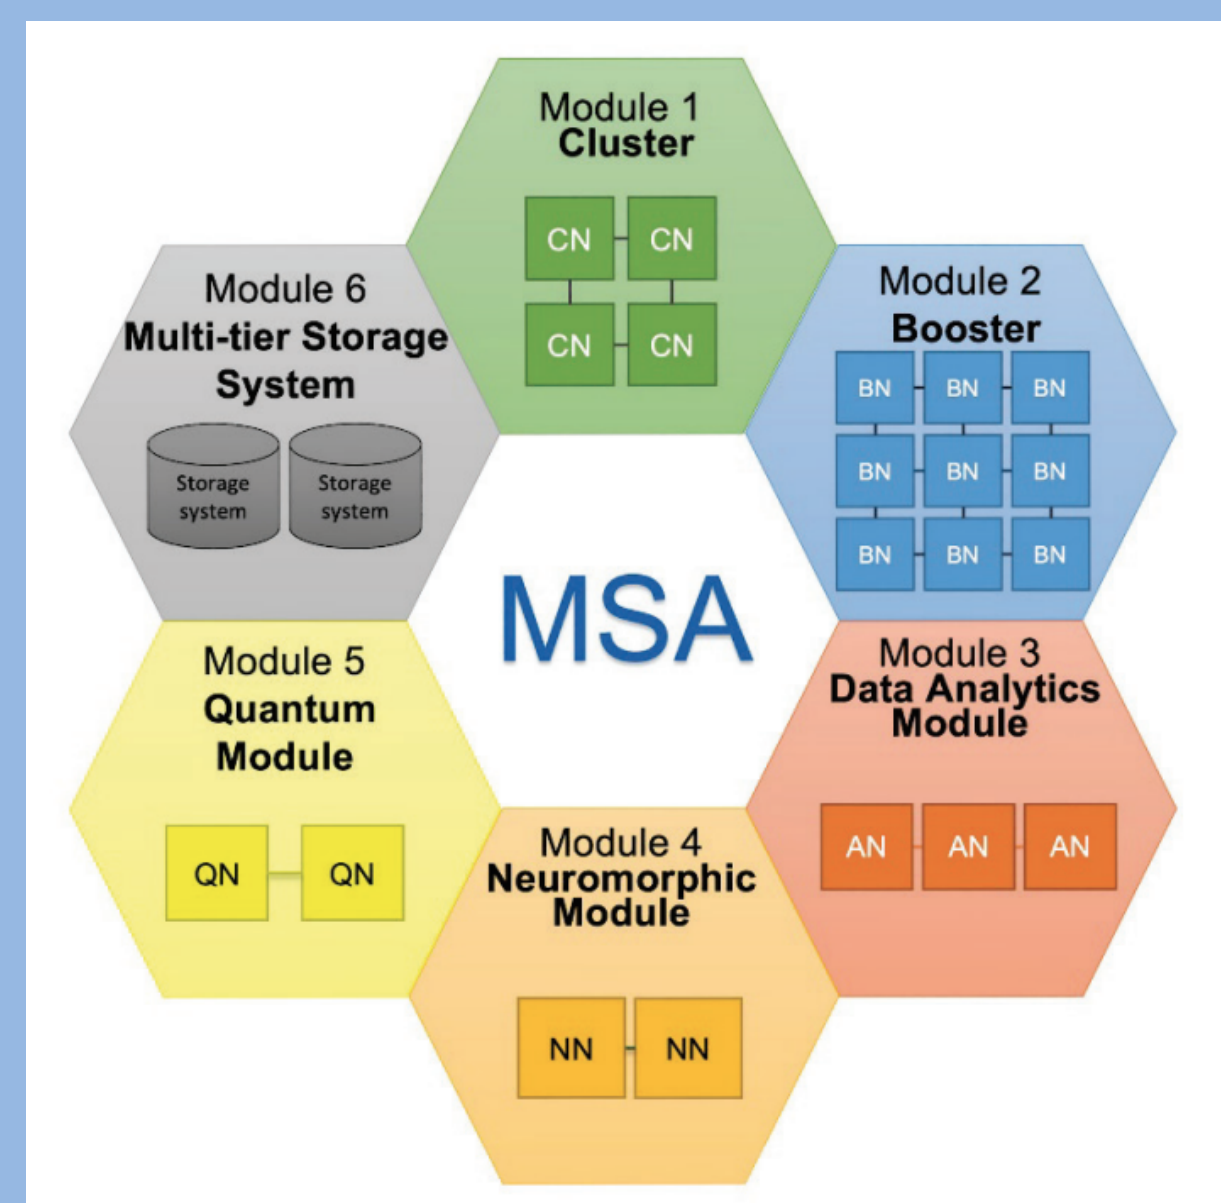 Module 1
Cluster
CN CN
CN CN
Module 2
Booster
BN BN BN
BN BN BN
BN BN BN
Module 3
Data Analytics
Module
AN AN AN
Module 4
Neuromorphic
Module
NN NN
Module 5
Quantum
Module
QN QN
Module 6
Multi-tier Storage
System
Storage
system
Storage
system
MSA